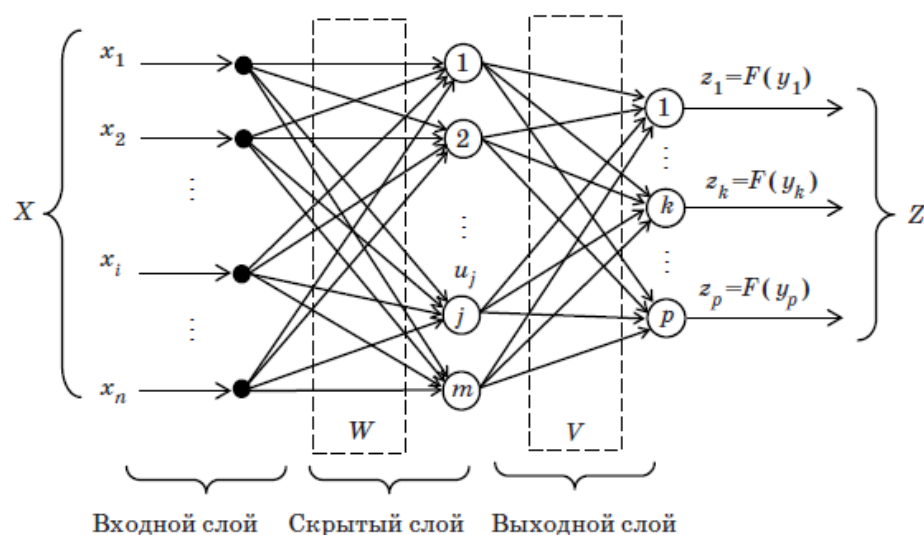 x₁
1
z₁=F(y₁)
1
x₂
2
⋮
⋮
X
zₖ=F(yₖ)
k
Z
⋮
xᵢ
uⱼ
⋮
zₚ=F(yₚ)
j
p
⋮
xₙ
m
W
V
Входной слой Скрытый слой Выходной слой